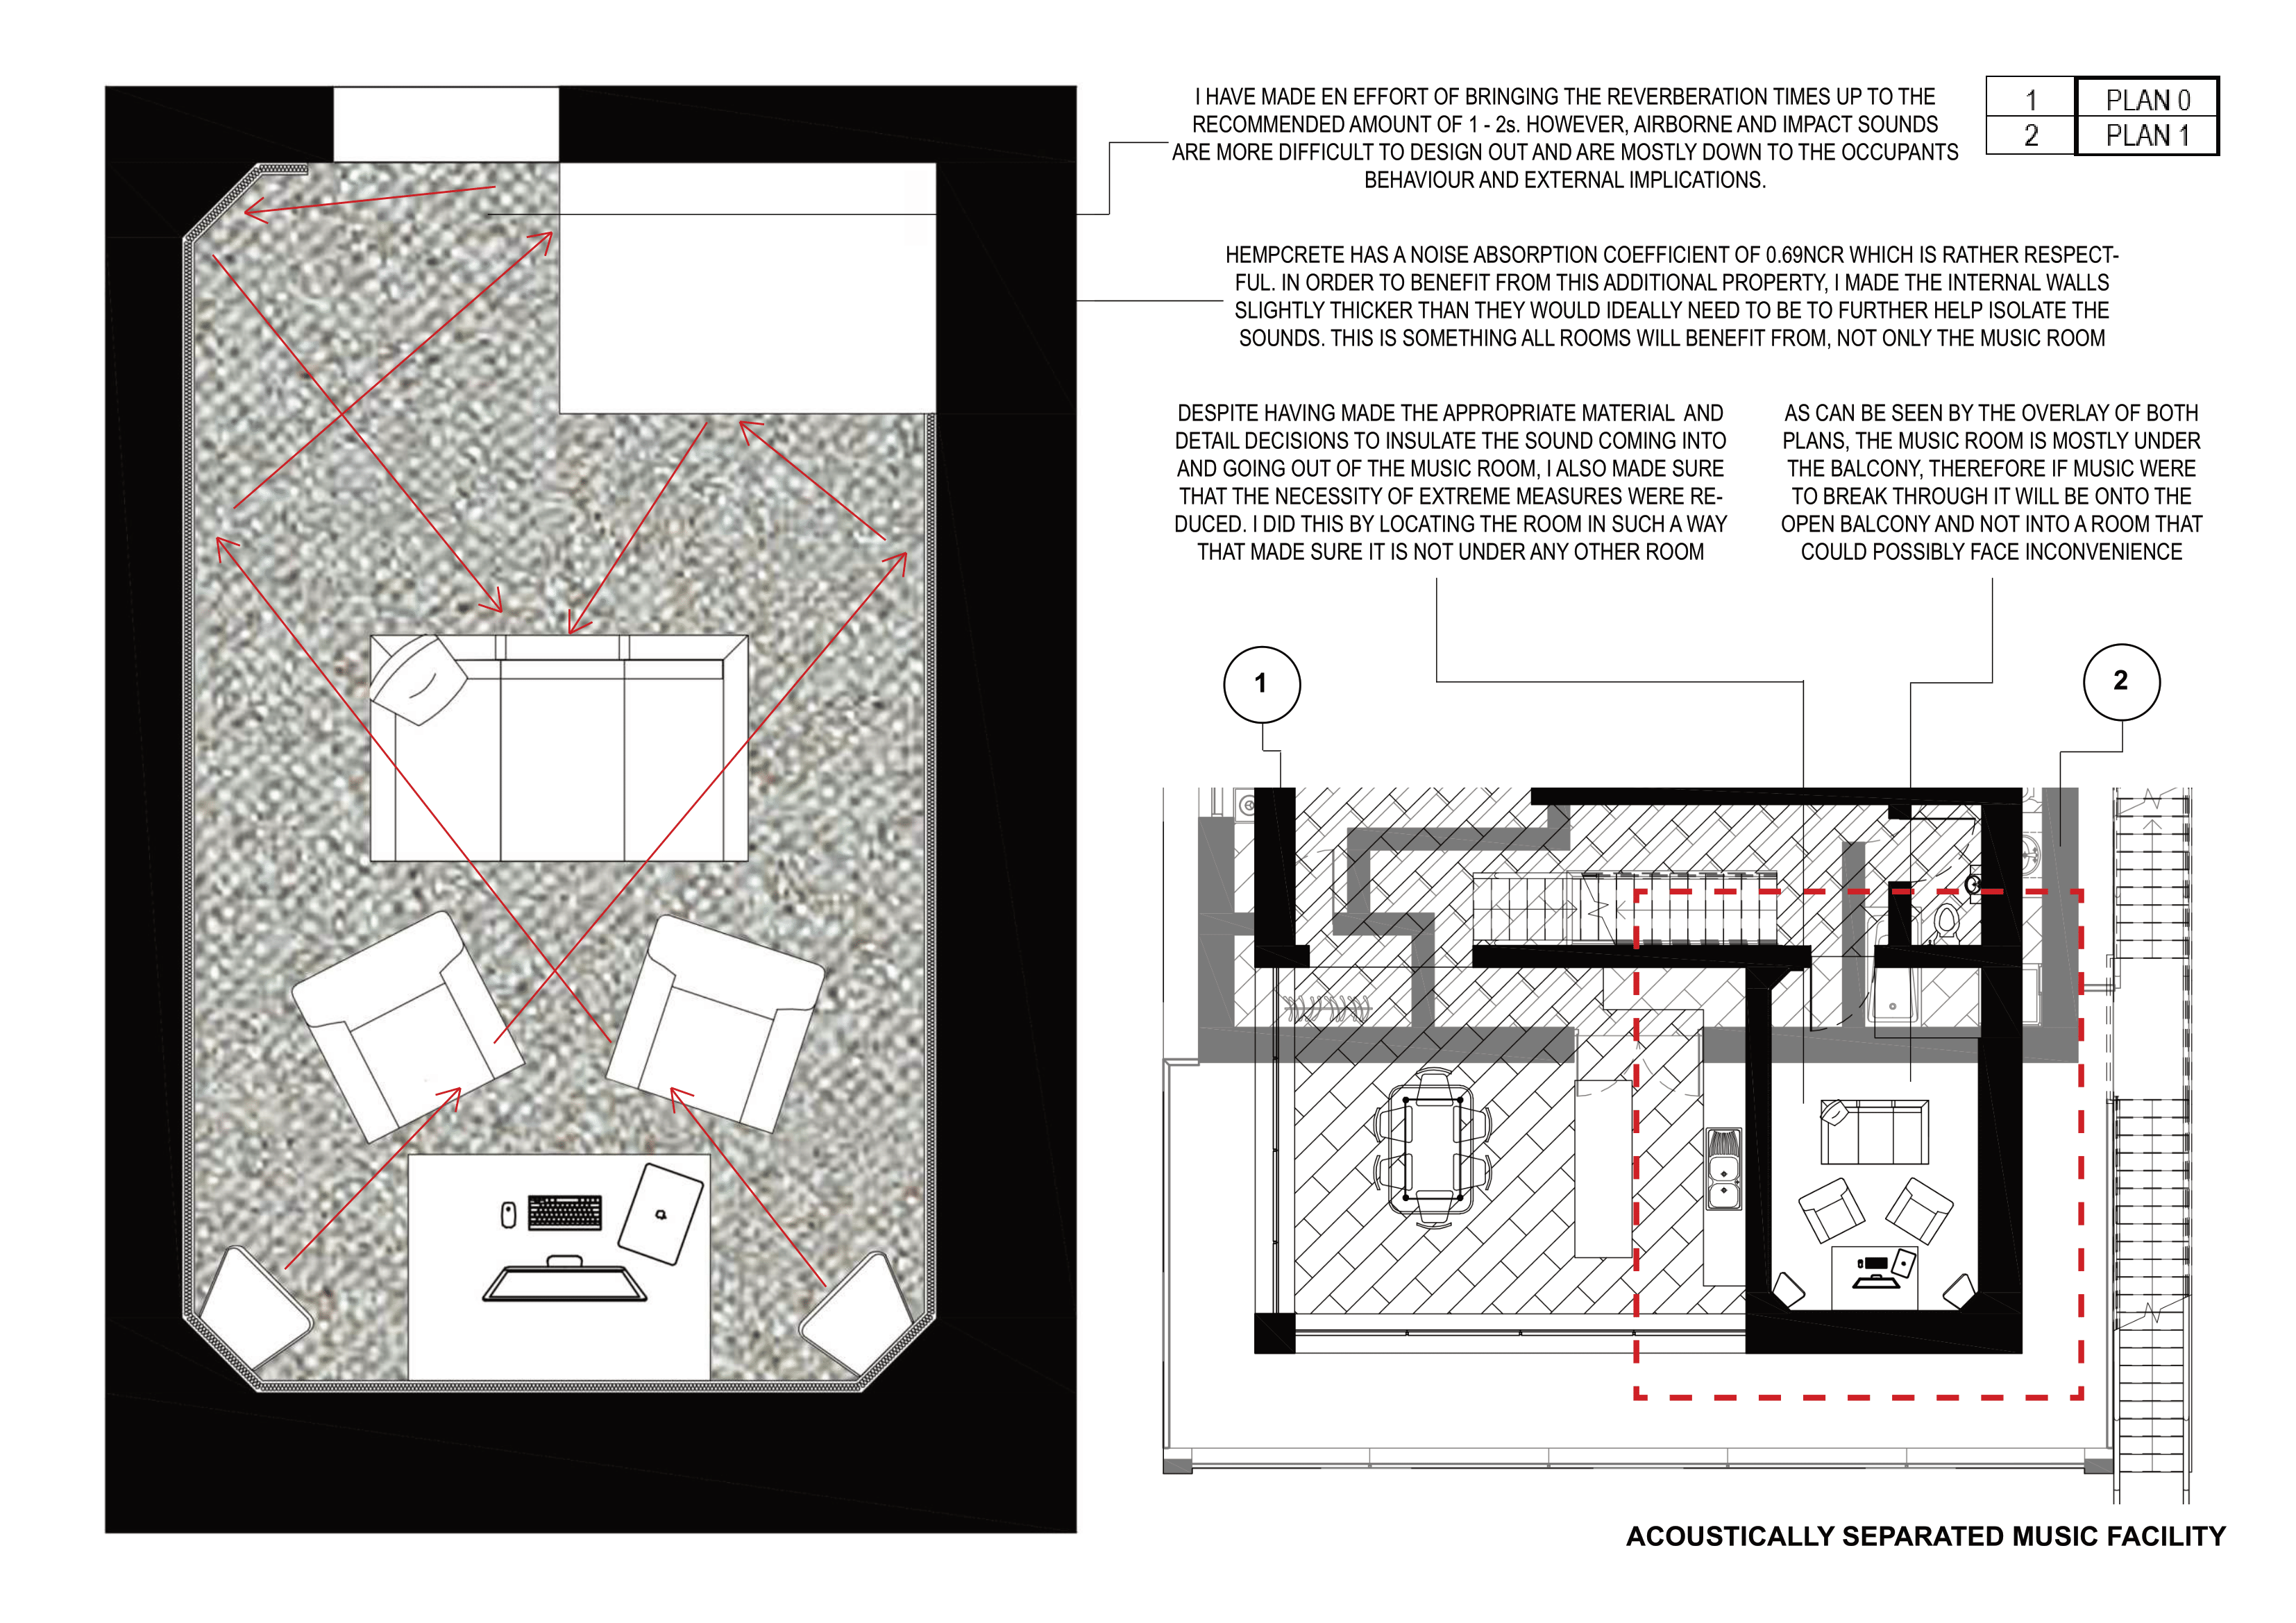 I HAVE MADE EN EFFORT OF BRINGING THE REVERBERATION TIMES UP TO THE
RECOMMENDED AMOUNT OF 1 - 2s. HOWEVER, AIRBORNE AND IMPACT SOUNDS
ARE MORE DIFFICULT TO DESIGN OUT AND ARE MOSTLY DOWN TO THE OCCUPANTS
BEHAVIOUR AND EXTERNAL IMPLICATIONS.
1 PLAN 0
2 PLAN 1
HEMPCRETE HAS A NOISE ABSORPTION COEFFICIENT OF 0.69NCR WHICH IS RATHER RESPECT-
FUL. IN ORDER TO BENEFIT FROM THIS ADDITIONAL PROPERTY, I MADE THE INTERNAL WALLS
SLIGHTLY THICKER THAN THEY WOULD IDEALLY NEED TO BE TO FURTHER HELP ISOLATE THE
SOUNDS. THIS IS SOMETHING ALL ROOMS WILL BENEFIT FROM, NOT ONLY THE MUSIC ROOM
DESPITE HAVING MADE THE APPROPRIATE MATERIAL AND
DETAIL DECISIONS TO INSULATE THE SOUND COMING INTO
AND GOING OUT OF THE MUSIC ROOM, I ALSO MADE SURE
THAT THE NECESSITY OF EXTREME MEASURES WERE RE-
DUCED. I DID THIS BY LOCATING THE ROOM IN SUCH A WAY
THAT MADE SURE IT IS NOT UNDER ANY OTHER ROOM
AS CAN BE SEEN BY THE OVERLAY OF BOTH
PLANS, THE MUSIC ROOM IS MOSTLY UNDER
THE BALCONY, THEREFORE IF MUSIC WERE
TO BREAK THROUGH IT WILL BE ONTO THE
OPEN BALCONY AND NOT INTO A ROOM THAT
COULD POSSIBLY FACE INCONVENIENCE
1
2
ACOUSTICALLY SEPARATED MUSIC FACILITY